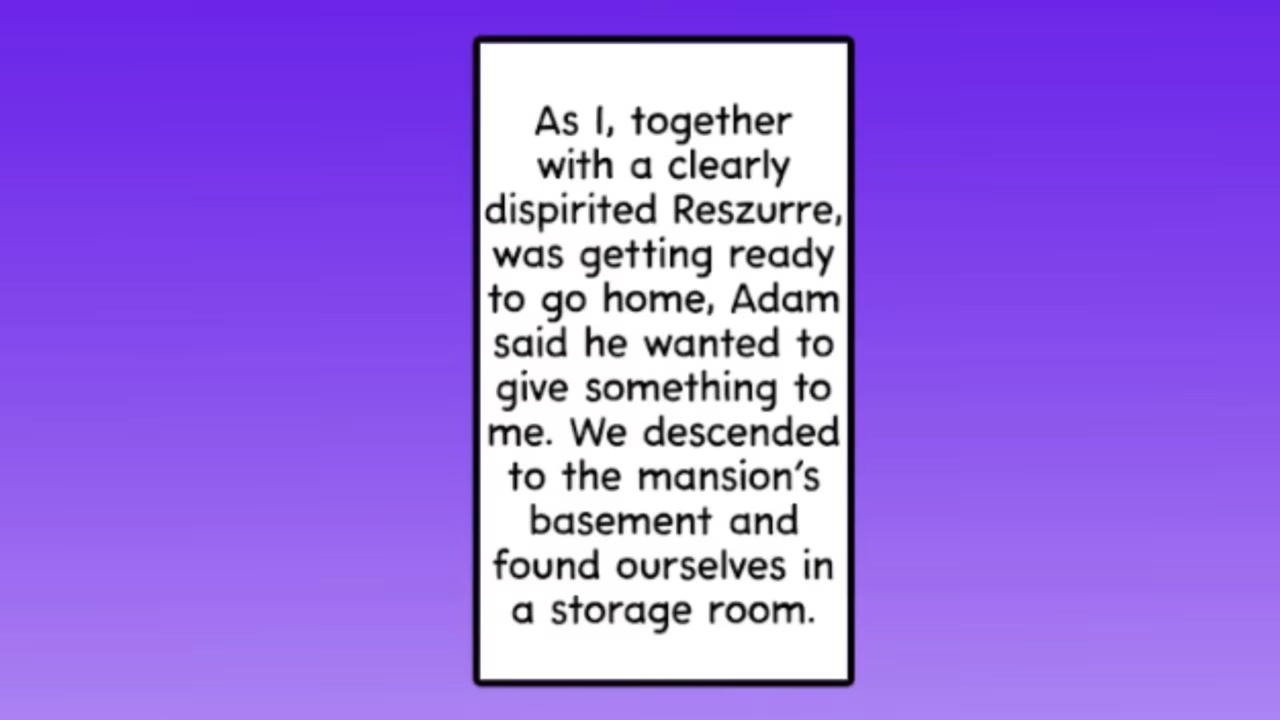 As I, together
with a clearly
dispirited Reszurre,
was getting ready
to go home, Adam
said he wanted to
give something to
me. We descended
to the mansion's
basement and
found ourselves in
a storage room.